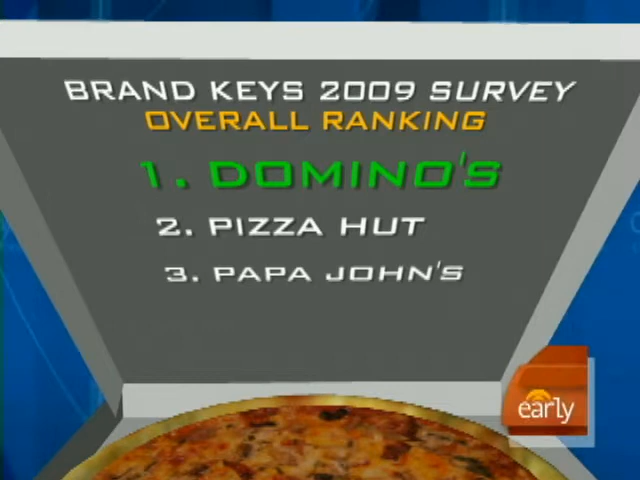 BRAND KEYS 2009 SURVEY
OVERALL RANKING
1. DOMINO'S
2. PIZZA HUT
3. PAPA JOHN'S
early